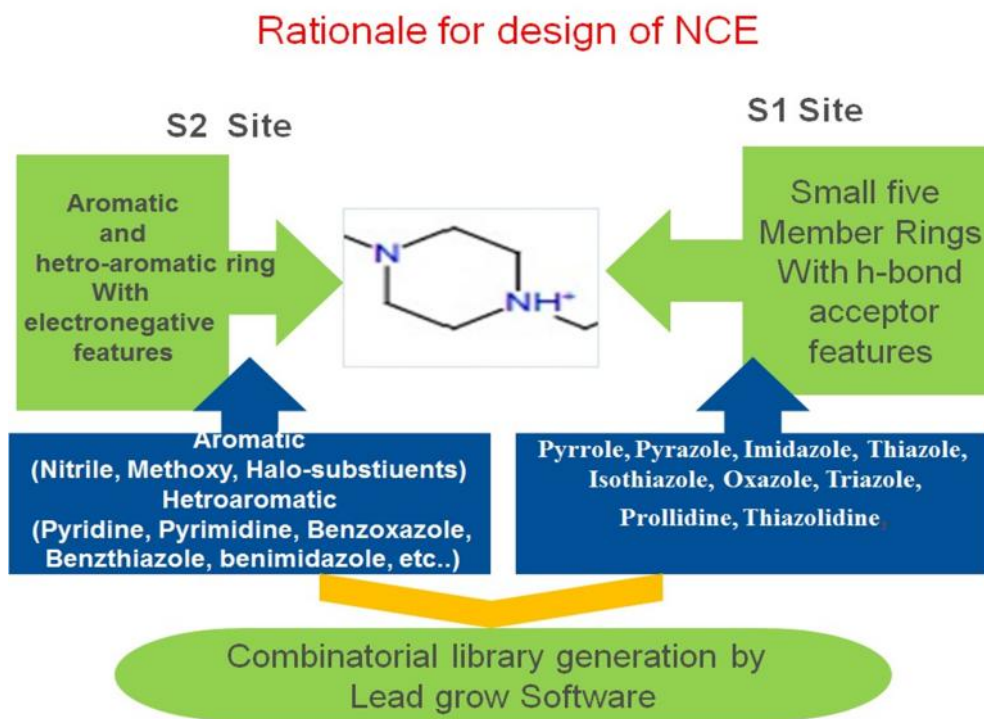 Rationale for design of NCE
S2 Site
S1 Site
Aromatic
and
hetro-aromatic ring
With
electronegative
features
N
NH+
Small five
Member Rings
With h-bond
acceptor
features
Aromatic
(Nitrile, Methoxy, Halo-substiuents)
Hetroaromatic
(Pyridine, Pyrimidine, Benzoxazole,
Benzthiazole, benimidazole, etc..)
Pyrrole, Pyrazole, Imidazole, Thiazole,
Isothiazole, Oxazole, Triazole,
Prollidine, Thiazolidine,
Combinatorial library generation by
Lead grow Software